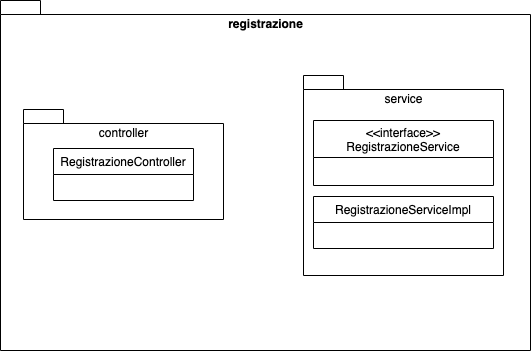 registrazione
controller
RegistrazioneController
service
<<interface>>
RegistrazioneService
RegistrazioneServiceImpl